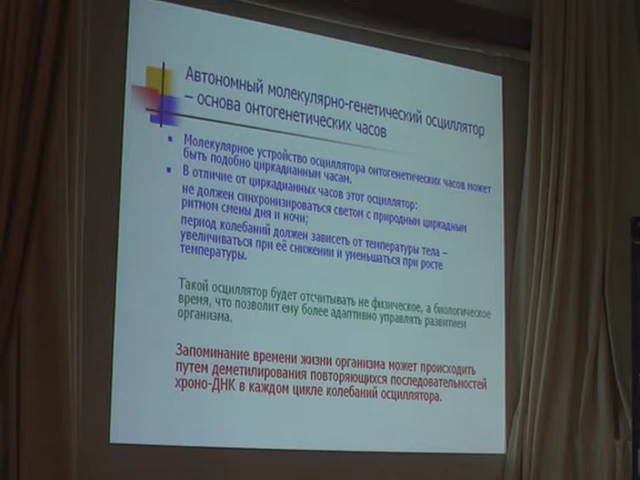 Автономный молекулярно-генетический осциллятор
– основа онтогенетических часов
Молекулярное устройство осциллятора онтогенетических часов может
быть подобно циркадианным часам.
В отличие от циркадианных часов этот осциллятор:
не должен синхронизироваться светом с природным циркадным
ритмом смены дня и ночи;
период колебаний должен зависеть от температуры тела –
увеличиваться при её снижении и уменьшаться при росте
температуры.
Такой осциллятор будет отсчитывать не физическое, а биологическое
время, что позволит ему более адаптивно управлять развитием
организма.
Запоминание времени жизни организма может происходить
путем деметилирования повторяющихся последовательностей
хроно-ДНК в каждом цикле колебаний осциллятора.